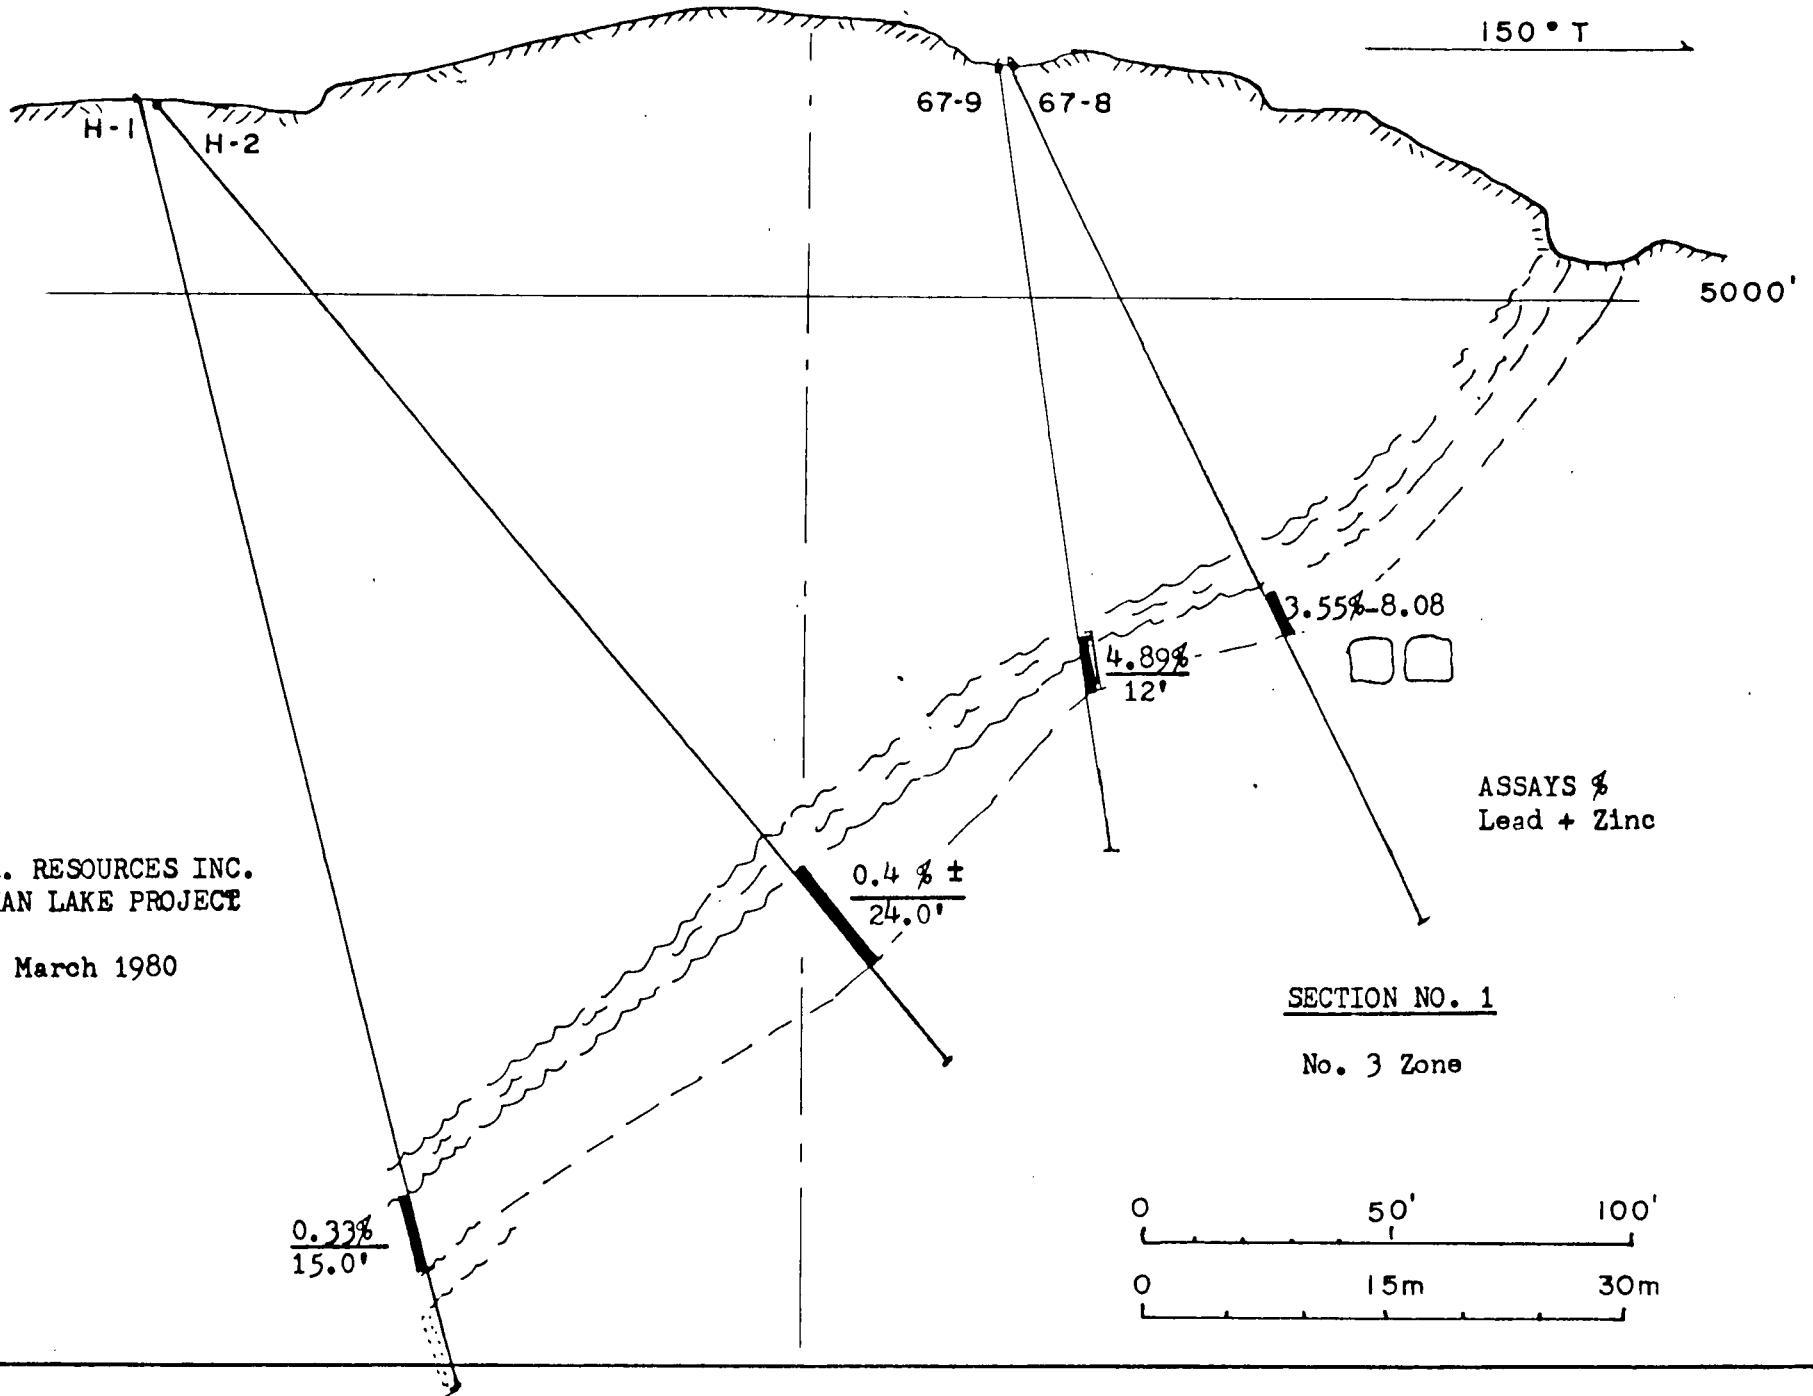 150° T
67-9 67-8
H-1
H-2
5000'
3.55%-8.08
4.89%
12'
ASSAYS %
Lead + Zinc
0.4 % ±
24.0'
. RESOURCES INC.
AN LAKE PROJECT
March 1980
SECTION NO. 1
No. 3 Zone
0 50' 100'
0.33%
15.0'
0 15m 30m